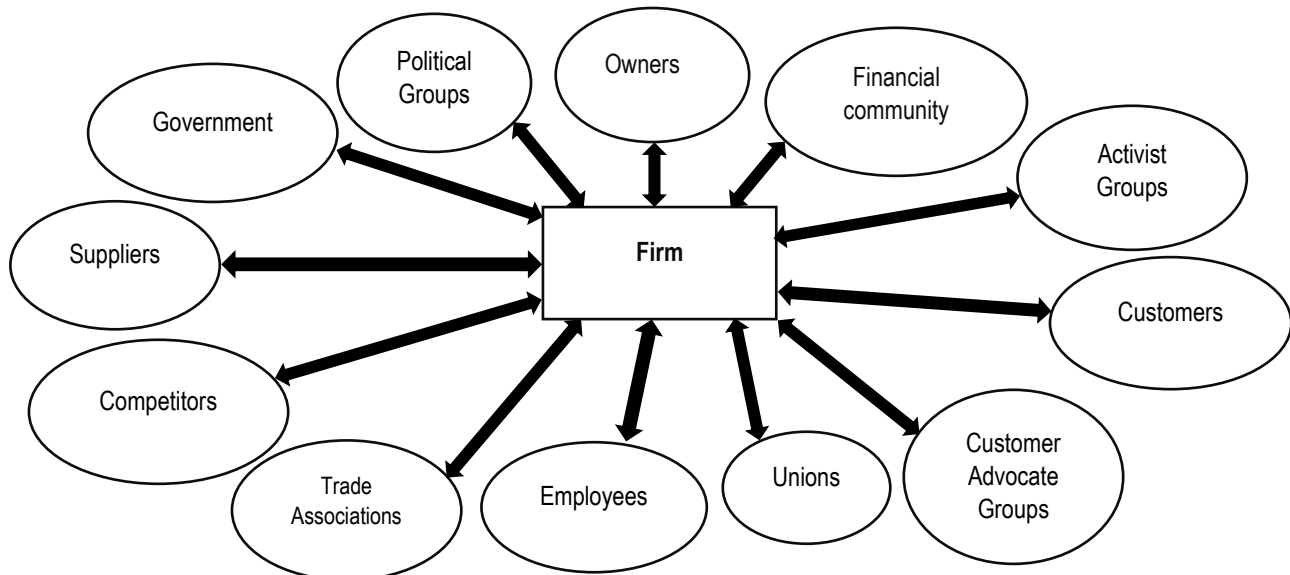 Political
Groups
Owners
Financial
community
Government
Activist
Groups
Suppliers
Firm
Customers
Competitors
Trade
Associations
Employees
Unions
Customer
Advocate
Groups